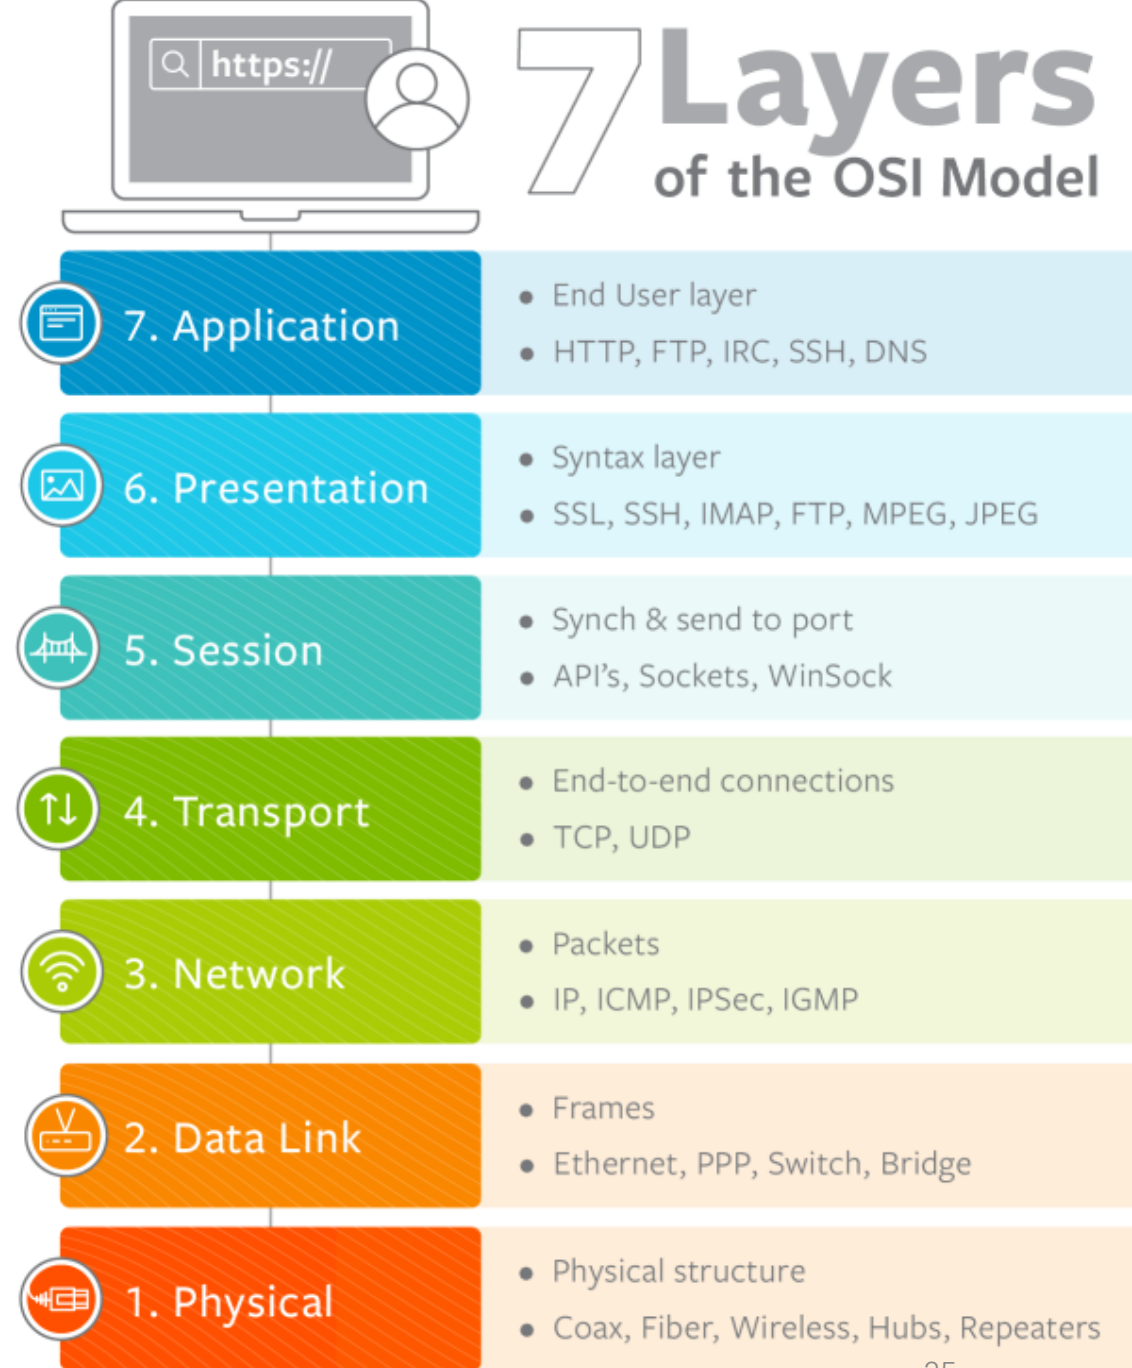 https://
7 Layers
of the OSI Model
7. Application
• End User layer
• HTTP, FTP, IRC, SSH, DNS
6. Presentation
• Syntax layer
• SSL, SSH, IMAP, FTP, MPEG, JPEG
5. Session
• Synch & send to port
• API's, Sockets, WinSock
4. Transport
• End-to-end connections
• TCP, UDP
3. Network
• Packets
• IP, ICMP, IPSec, IGMP
2. Data Link
• Frames
• Ethernet, PPP, Switch, Bridge
1. Physical
• Physical structure
• Coax, Fiber, Wireless, Hubs, Repeaters